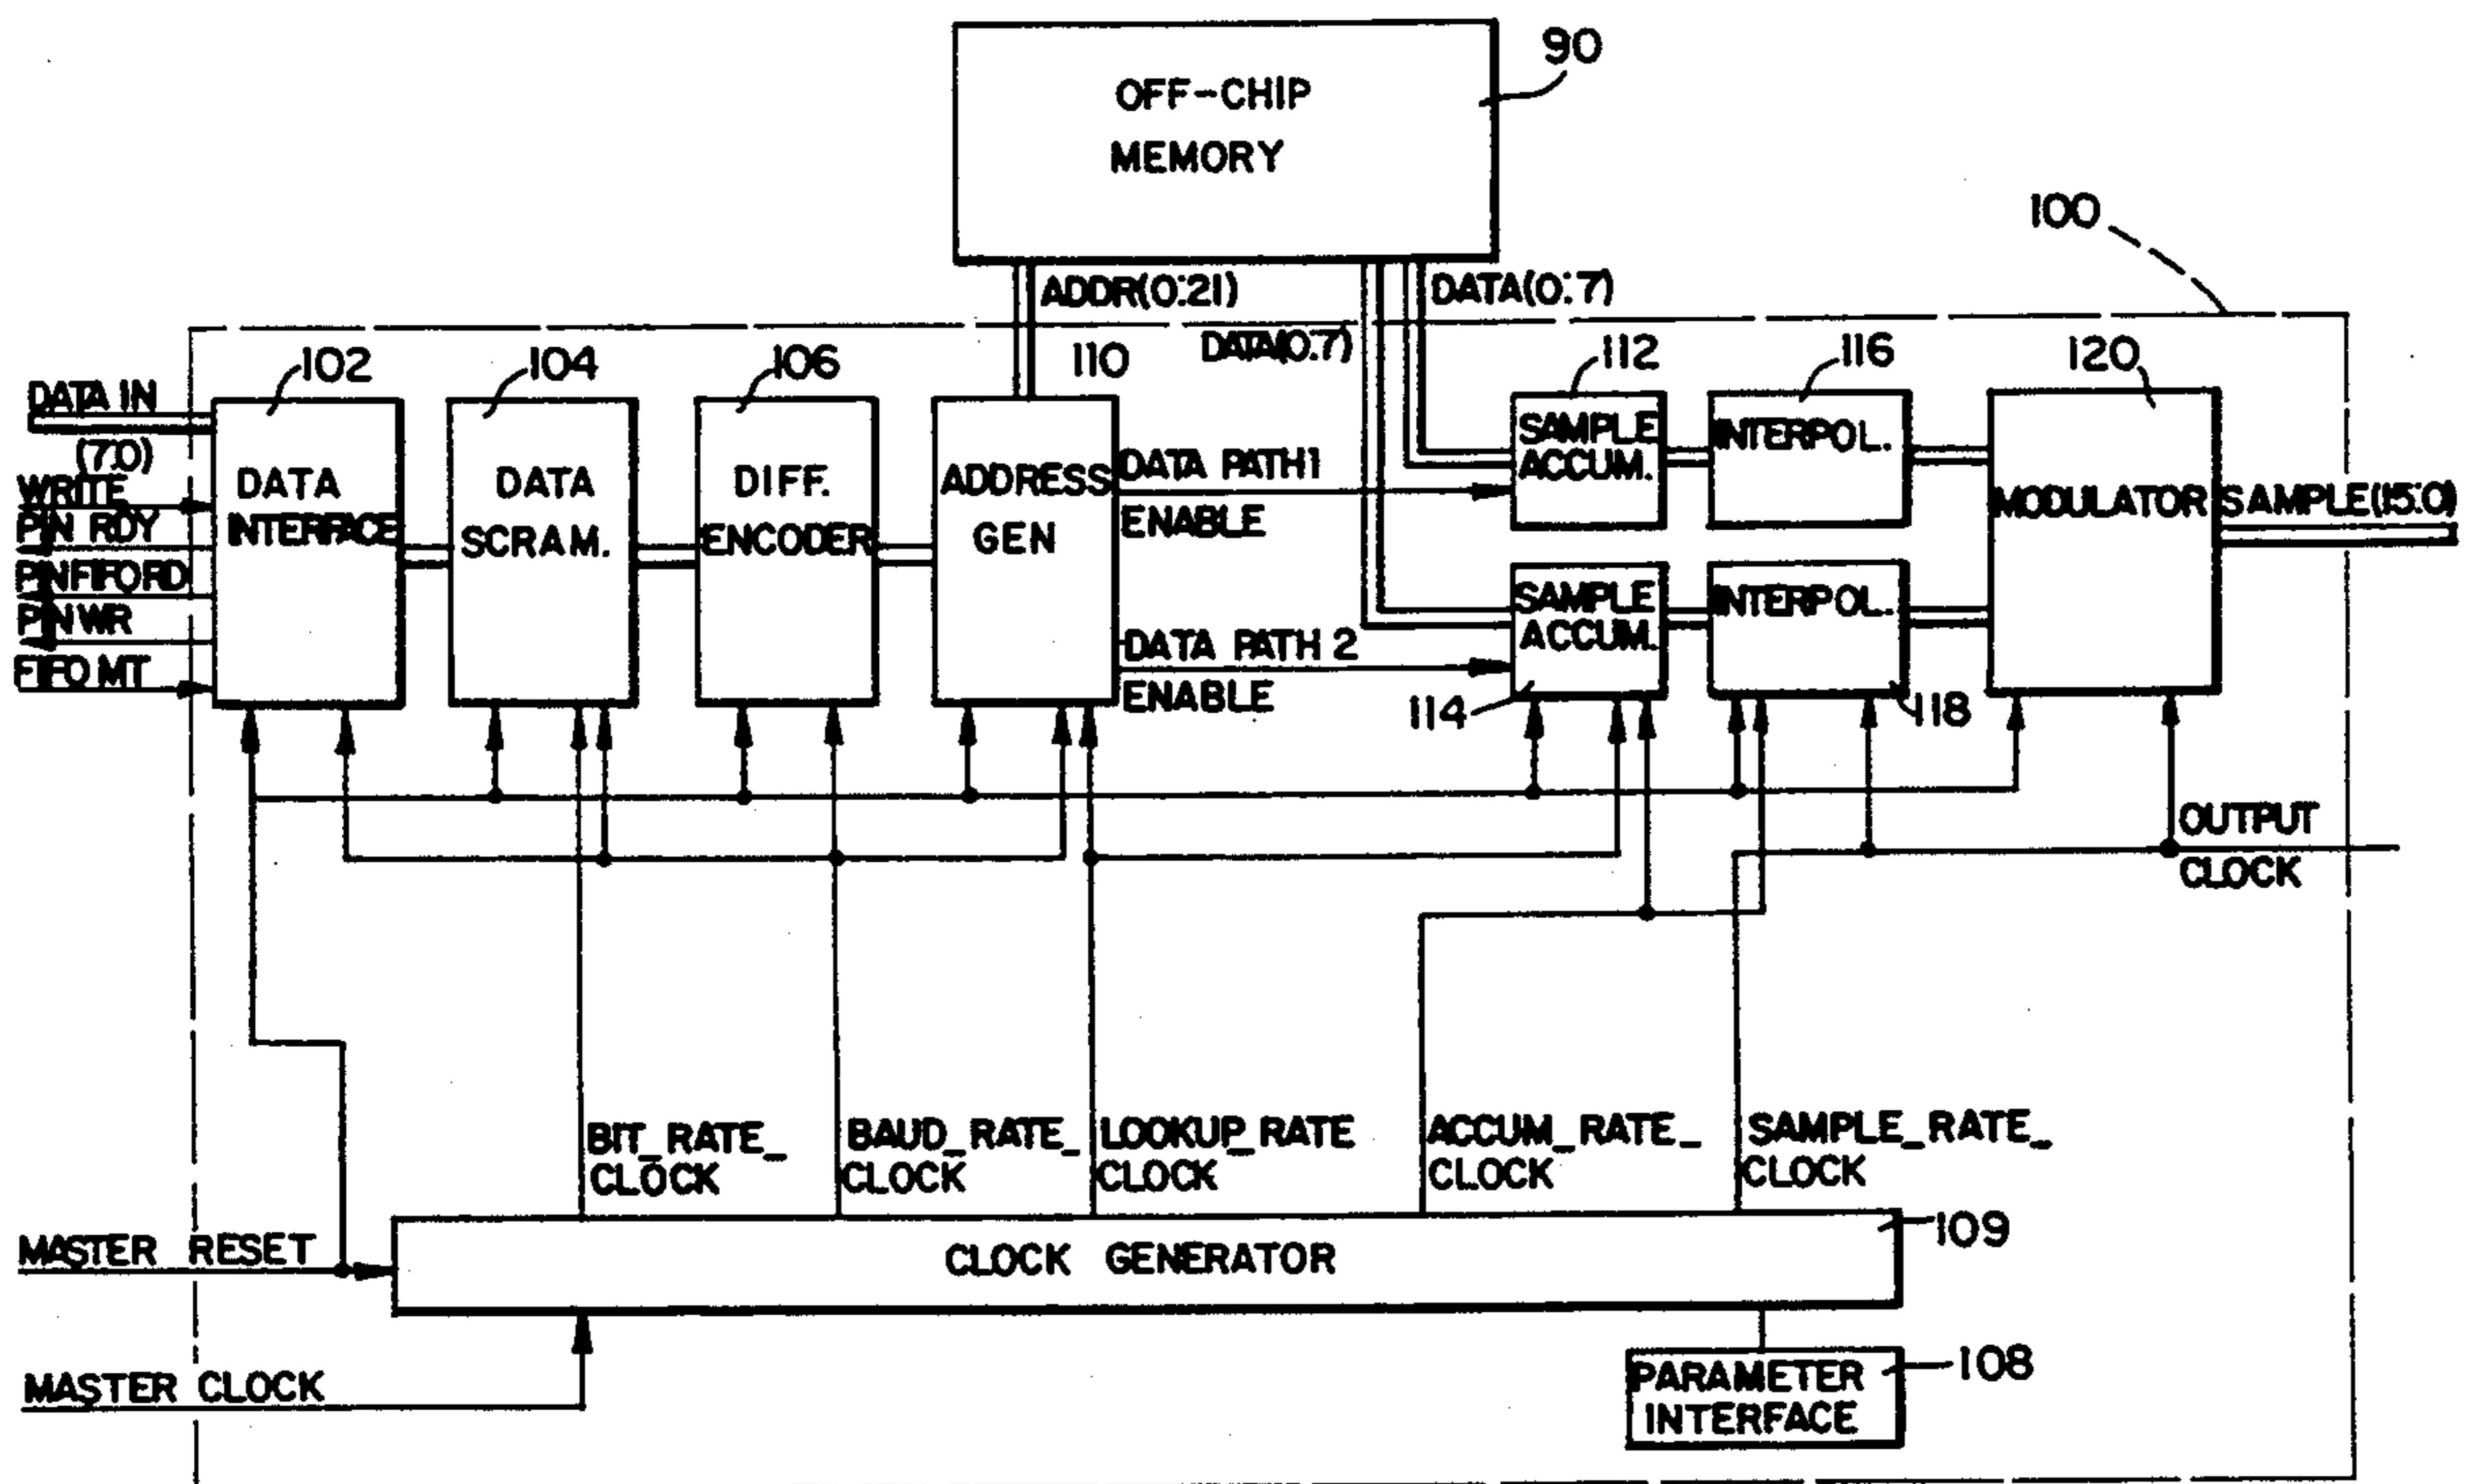 OFF-CHIP
MEMORY
90
100
ADDR(0:21)
DATA(0:7)
DATA(0:7)
102
104
106
110
112
116
120
DATA IN
(7:0)
WRITE
PIN RDY
PIN FIFORD
PIN WR
FIFO MT
DATA
INTERFACE
DATA
SCRAM.
DIFF.
ENCODER
ADDRESS
GEN
DATA PATH 1
ENABLE
DATA PATH 2
ENABLE
SAMPLE
ACCUM.
INTERPOL.
SAMPLE
ACCUM.
INTERPOL.
MODULATOR
SAMPLE(15:0)
114
118
OUTPUT
CLOCK
BIT_RATE_
CLOCK
BAUD_RATE_
CLOCK
LOOKUP_RATE
CLOCK
ACCUM_RATE_
CLOCK
SAMPLE_RATE_
CLOCK
MASTER RESET
CLOCK GENERATOR
109
MASTER CLOCK
PARAMETER
INTERFACE
108